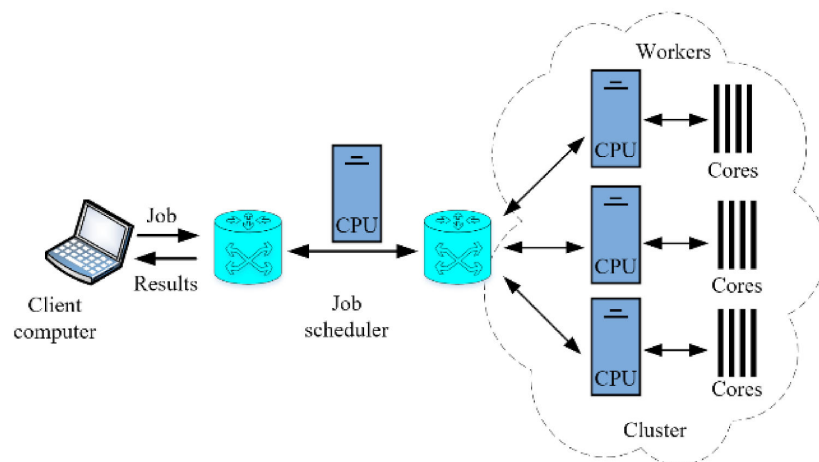 Workers
CPU
Cores
CPU
Job
Results
Client
computer
Job
scheduler
CPU
Cores
CPU
Cores
Cluster